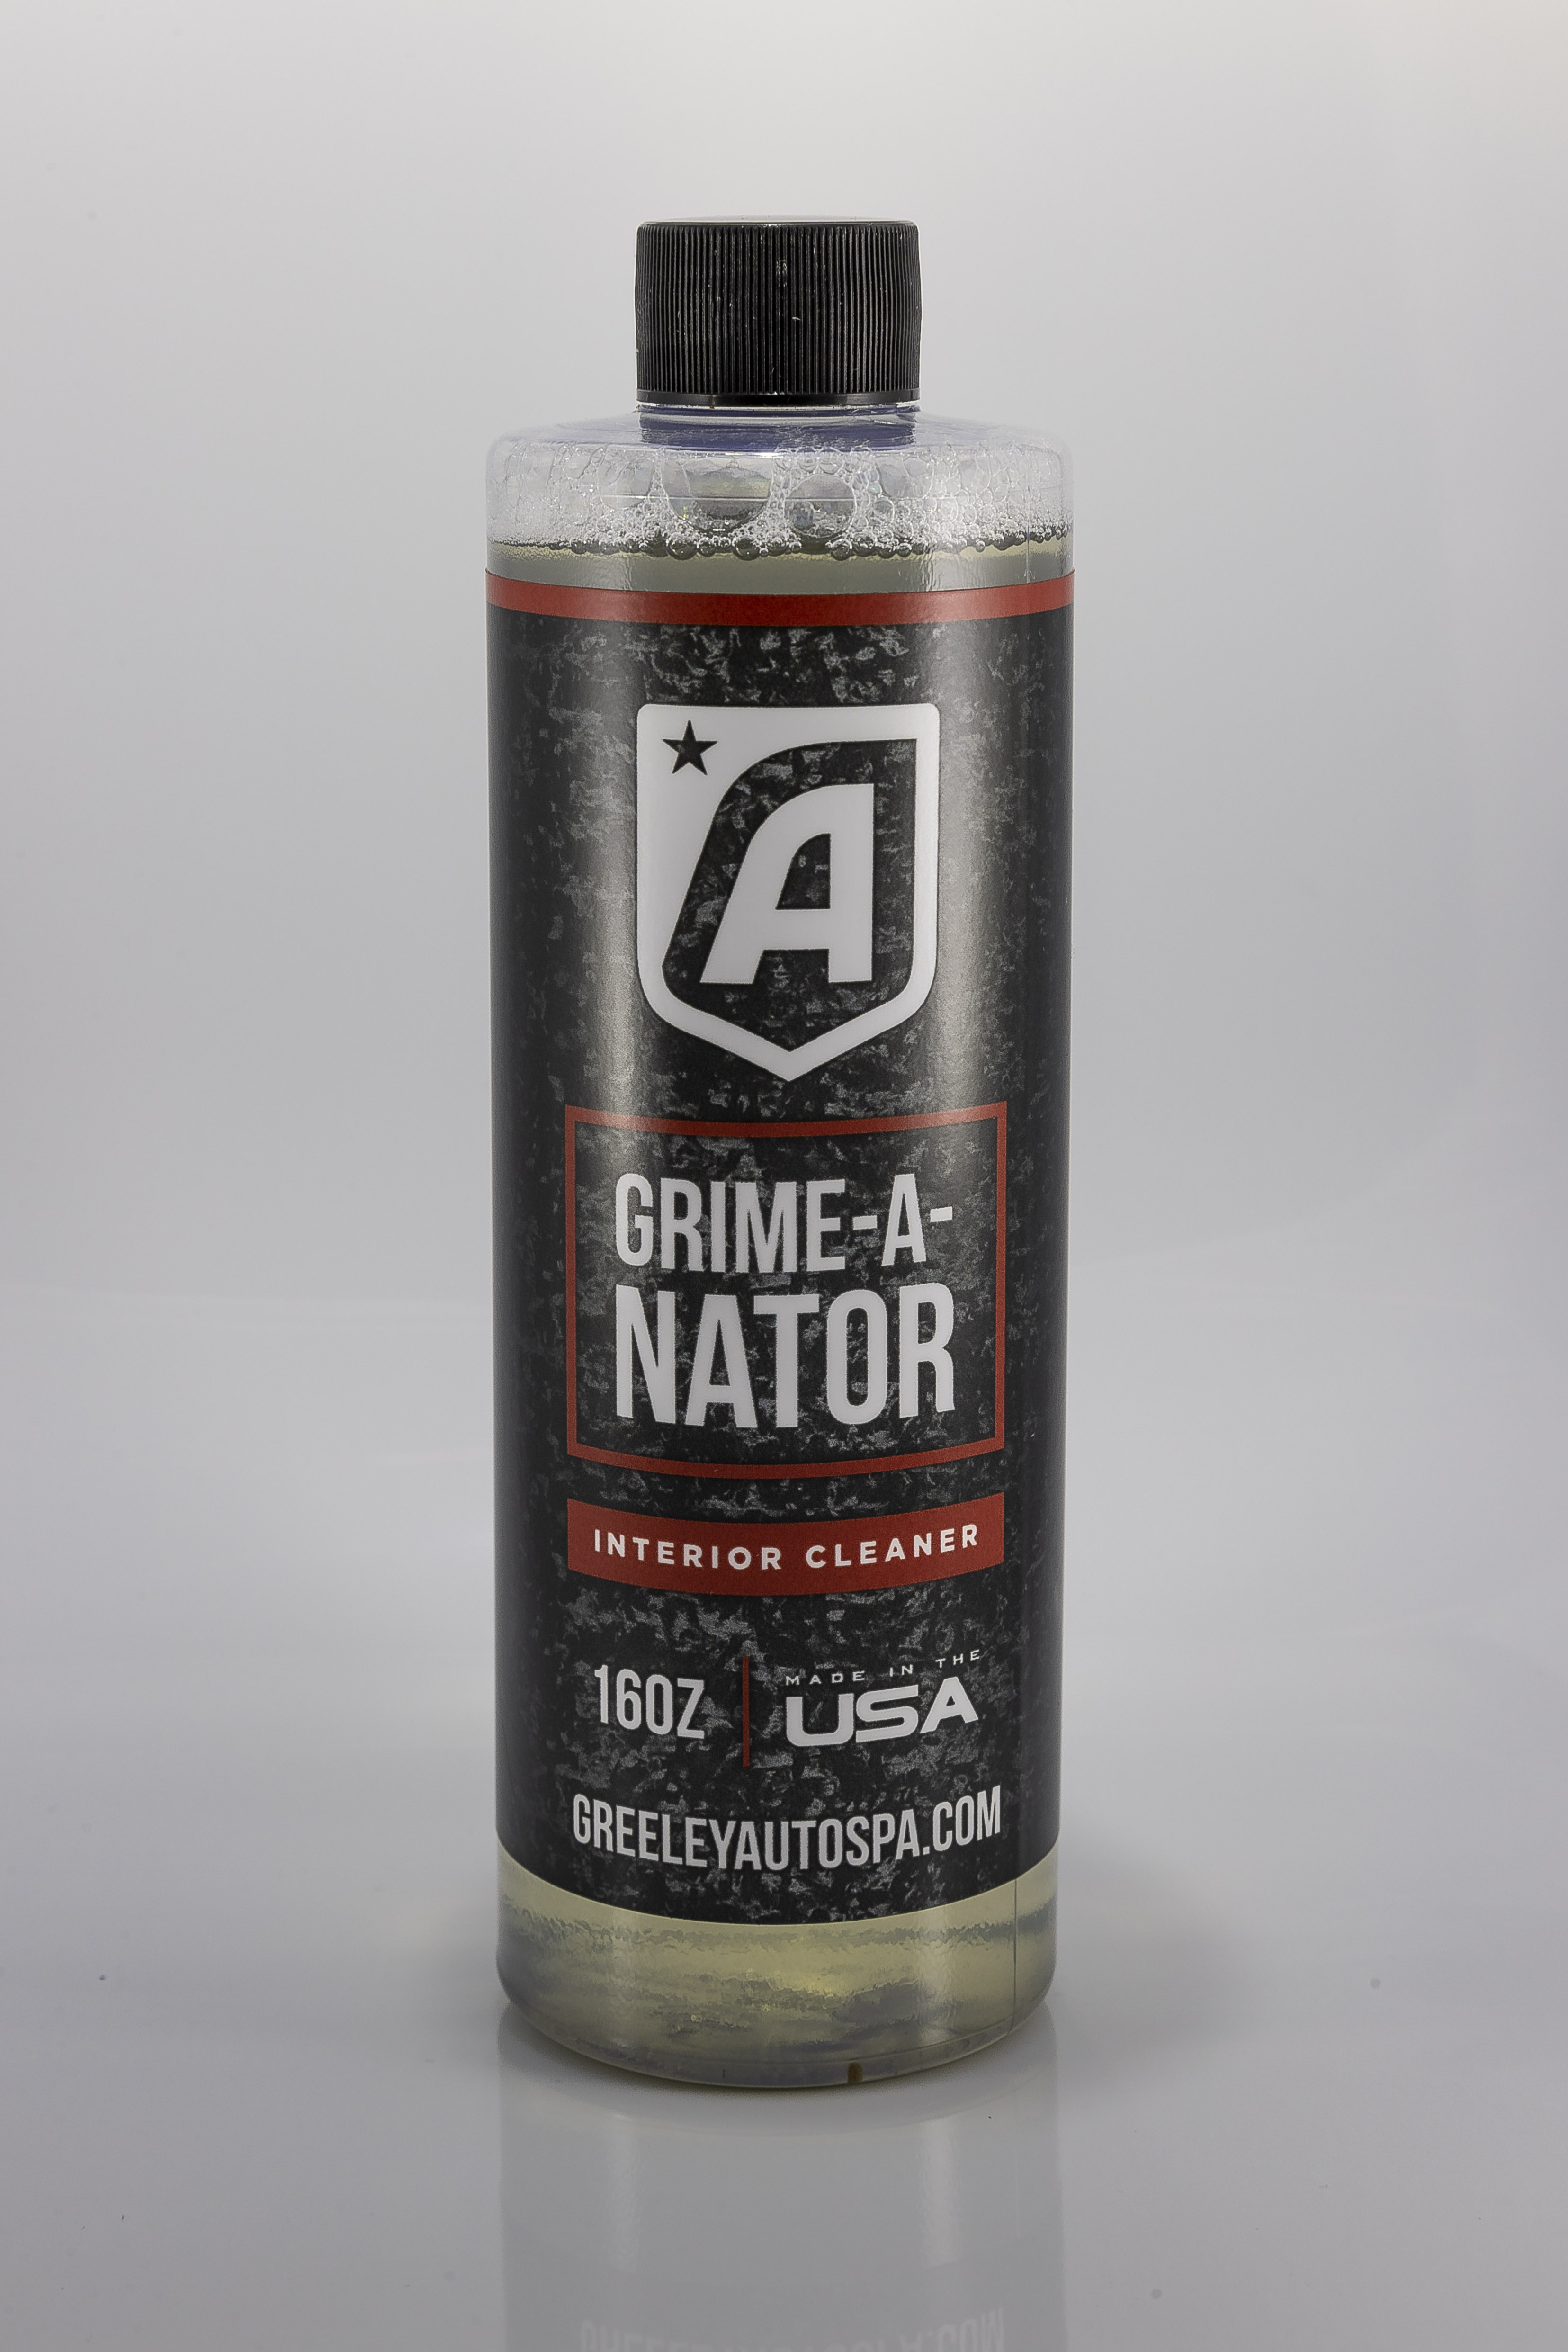 A
GRIME-A-
NATOR
INTERIOR CLEANER
16OZ
MADE IN THE
USA
GREELEYAUTOSPA.COM